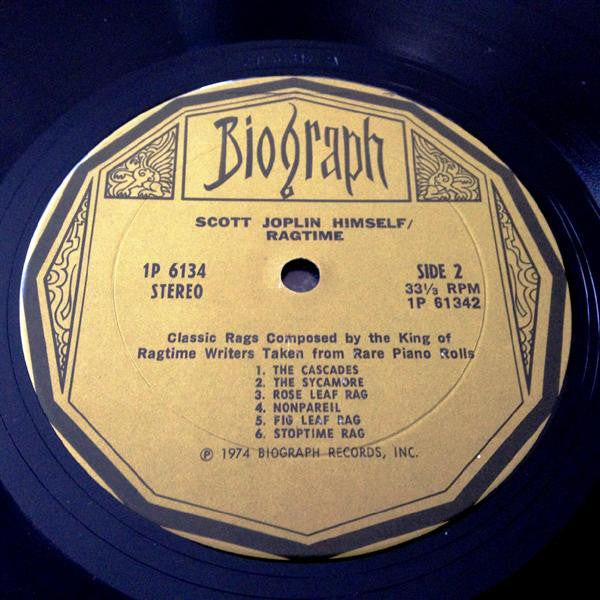 Biograph
SCOTT JOPLIN HIMSELF/
RAGTIME
1P 6134
STEREO
SIDE 2
33⅓ RPM
1P 61342
Classic Rags Composed by the King of
Ragtime Writers Taken from Rare Piano Rolls
1. THE CASCADES
2. THE SYCAMORE
3. ROSE LEAF RAG
4. NONPAREIL
5. FIG LEAF RAG
6. STOPTIME RAG
℗ 1974 BIOGRAPH RECORDS, INC.